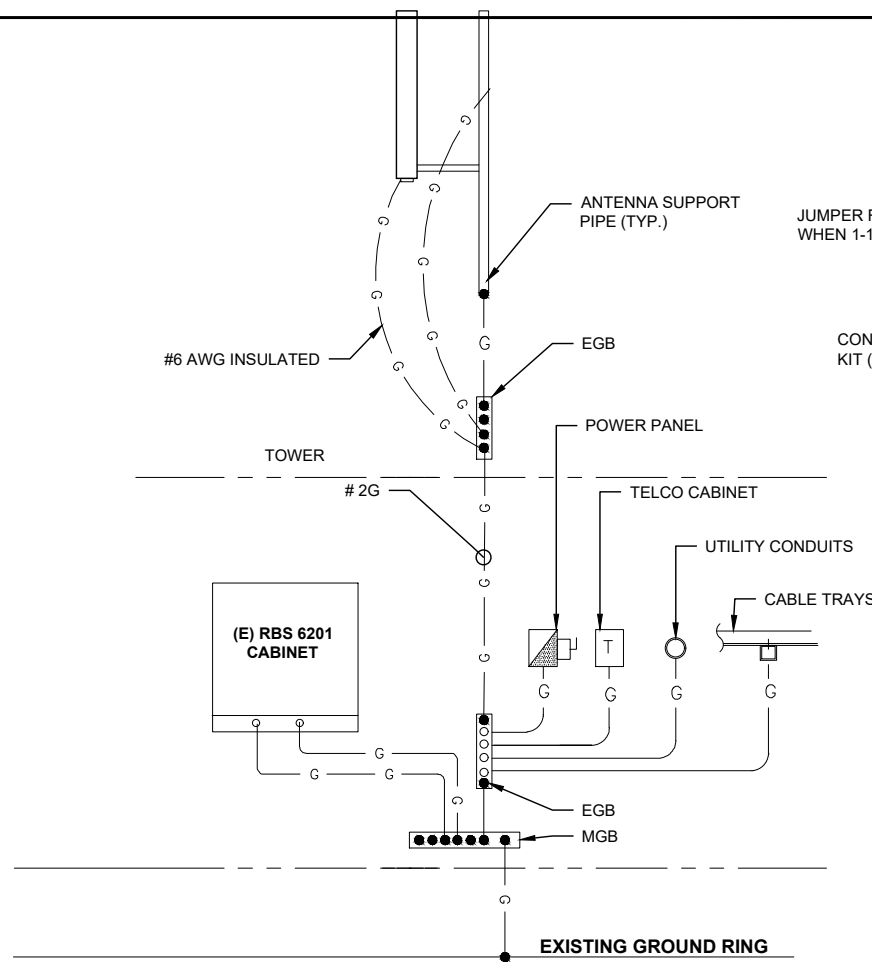 ANTENNA SUPPORT
PIPE (TYP.)
JUMPER
WHEN 1-1
G
G
G
G
G
G
G
G
G
#6 AWG INSULATED
G
EGB
CON
KIT (
G
G
G
TOWER
POWER PANEL
# 2G
G
TELCO CABINET
G
UTILITY CONDUITS
CABLE TRAYS
(E) RBS 6201
CABINET
T
G
G
G
G
G
G
G
G
G
G
EGB
MGB
G
EXISTING GROUND RING